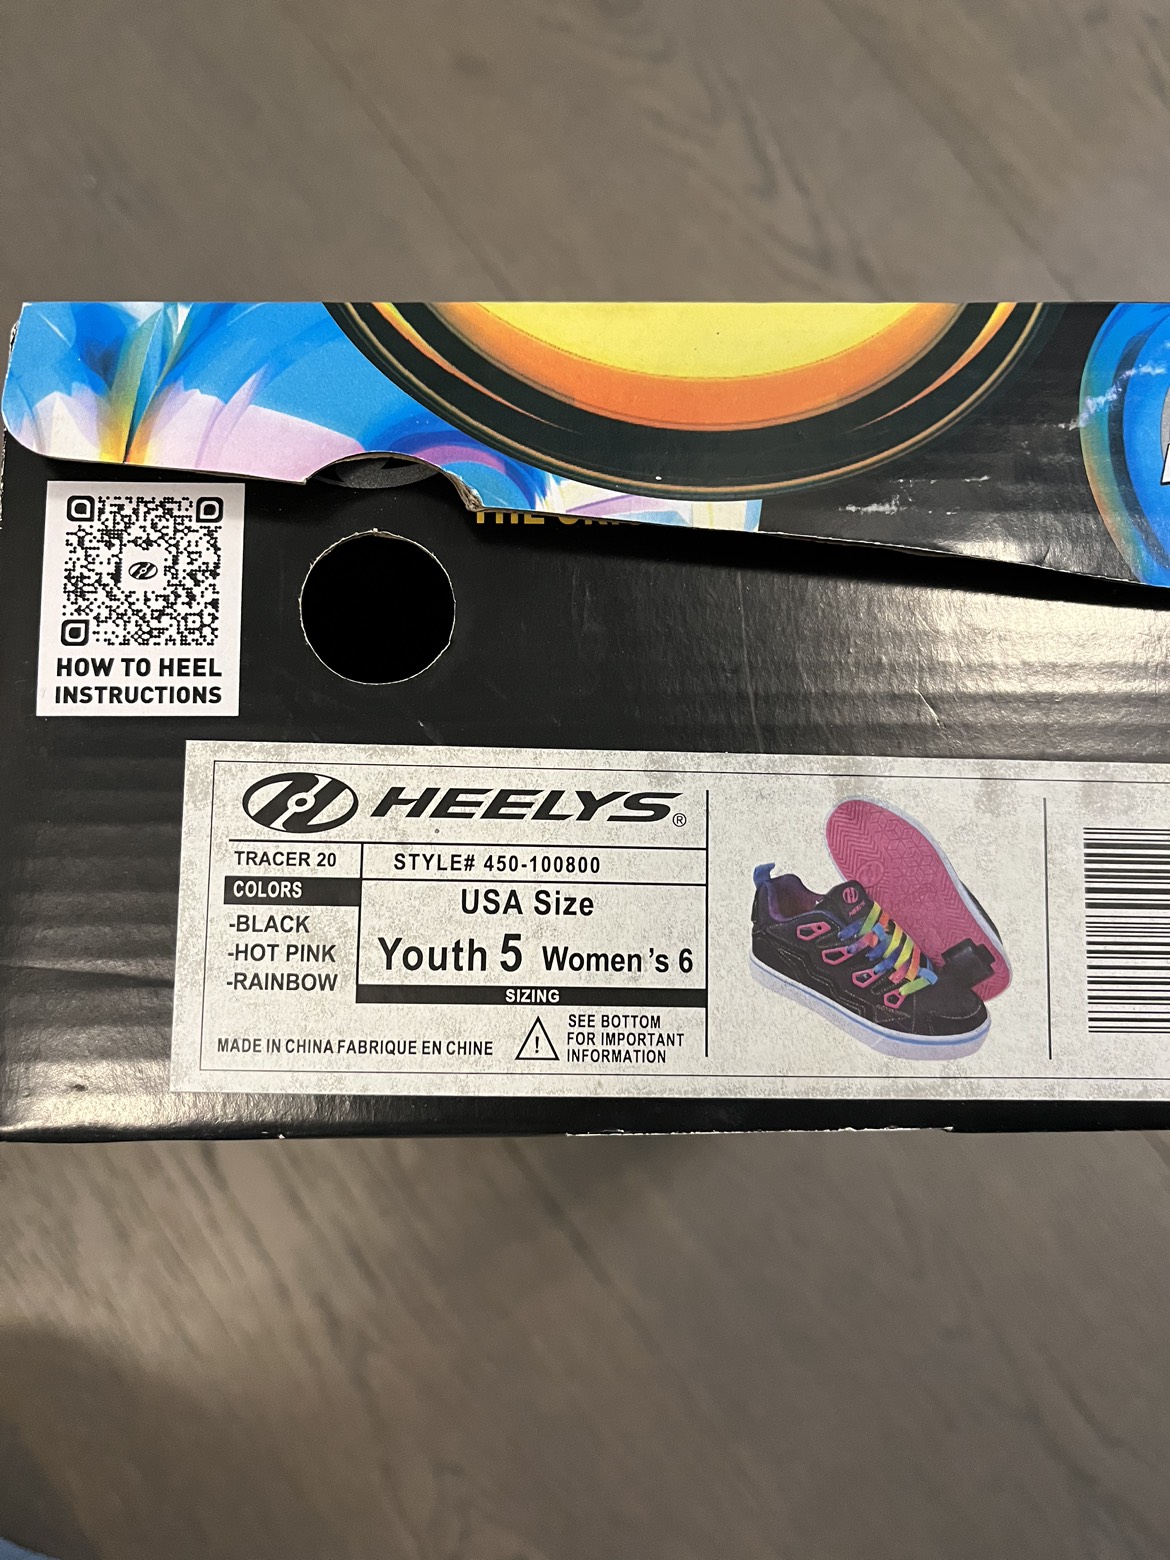 HOW TO HEEL
INSTRUCTIONS
HEELYS®
TRACER 20
STYLE# 450-100800
COLORS
-BLACK
-HOT PINK
-RAINBOW
USA Size
Youth 5 Women's 6
SIZING
MADE IN CHINA FABRIQUE EN CHINE
! SEE BOTTOM
FOR IMPORTANT
INFORMATION